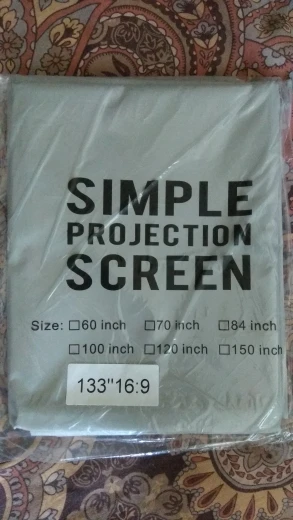 SIMPLE
PROJECTION
SCREEN
Size: ☐60 inch ☐70 inch ☐84 inch
☐100 inch ☐120 inch ☐150 inch
133"16:9